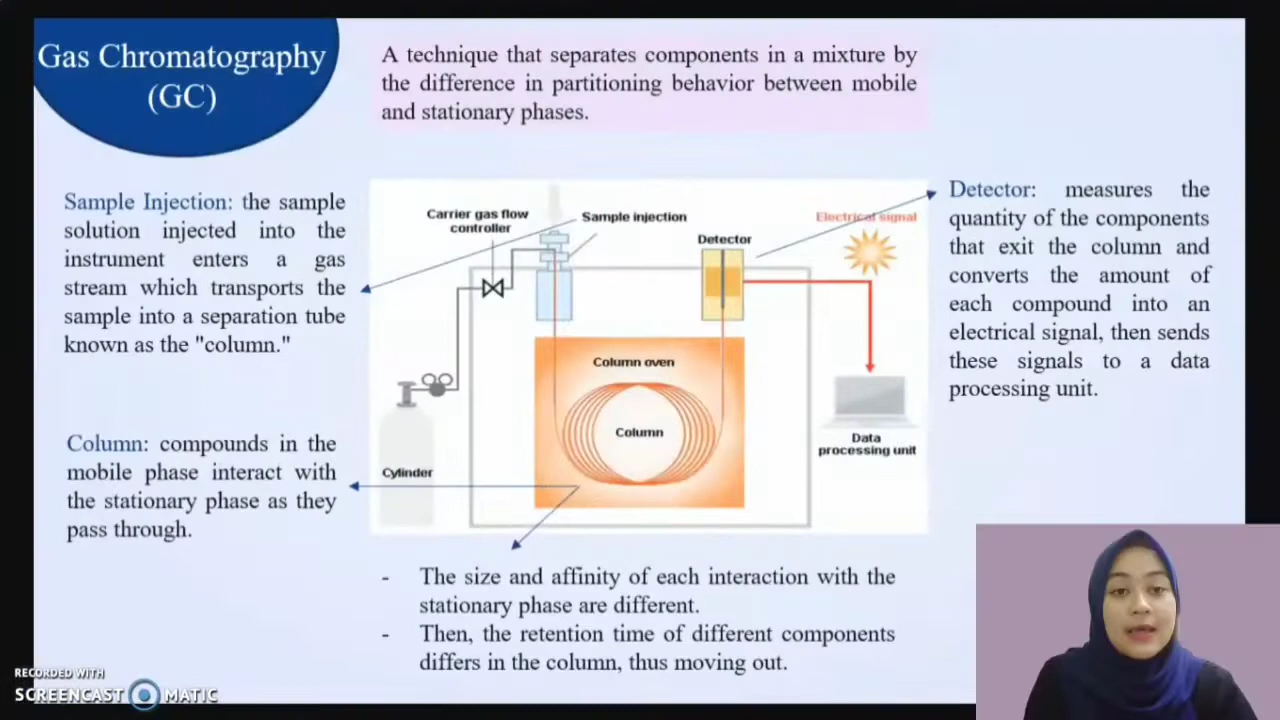 Gas Chromatography
(GC)
A technique that separates components in a mixture by
the difference in partitioning behavior between mobile
and stationary phases.
Sample Injection: the sample
solution injected into the
instrument enters a gas
stream which transports the
sample into a separation tube
known as the "column."
Column: compounds in the
mobile phase interact with
the stationary phase as they
pass through.
Carrier gas flow
controller
Sample injection
Detector
Electrical signal
Column oven
Column
Cylinder
Data
processing unit
Detector: measures the
quantity of the components
that exit the column and
converts the amount of
each compound into an
electrical signal, then sends
these signals to a data
processing unit.
- The size and affinity of each interaction with the
stationary phase are different.
- Then, the retention time of different components
differs in the column, thus moving out.
RECORDED WITH
SCREENCAST MATIC